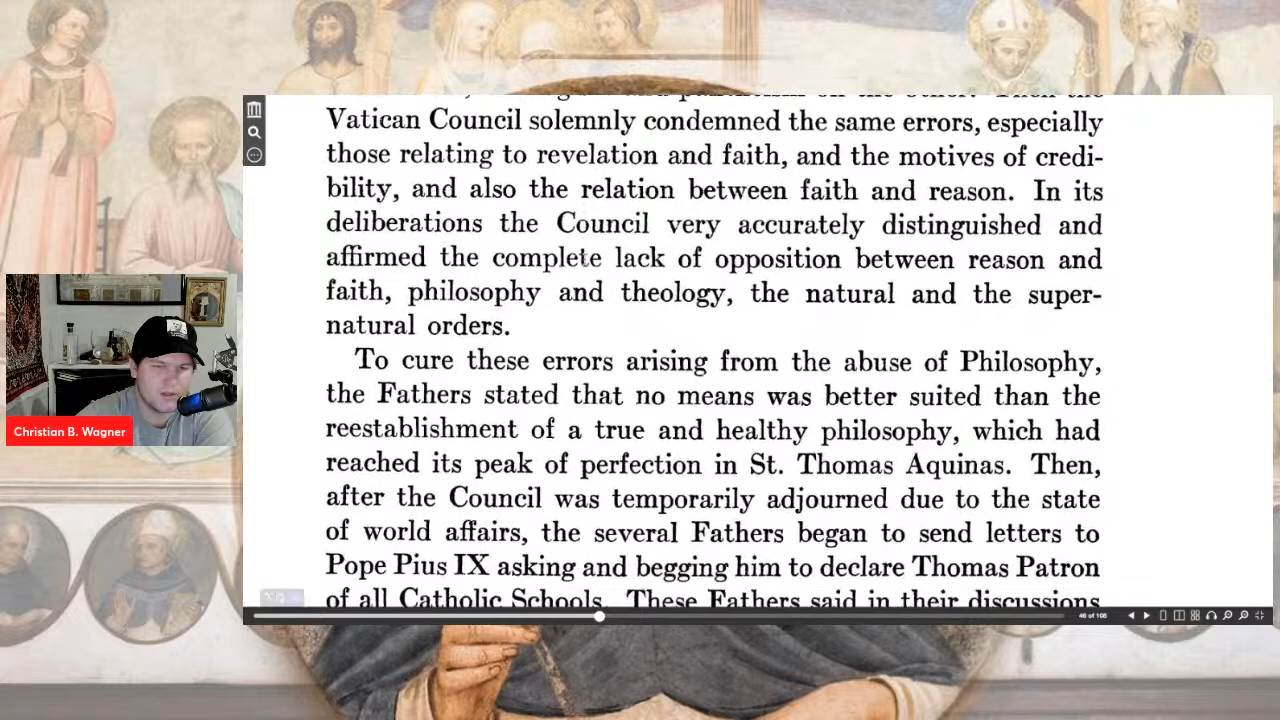 Vatican Council solemnly condemned the same errors, especially
those relating to revelation and faith, and the motives of credi-
bility, and also the relation between faith and reason. In its
deliberations the Council very accurately distinguished and
affirmed the complete lack of opposition between reason and
faith, philosophy and theology, the natural and the super-
natural orders.
To cure these errors arising from the abuse of Philosophy,
the Fathers stated that no means was better suited than the
reestablishment of a true and healthy philosophy, which had
reached its peak of perfection in St. Thomas Aquinas. Then,
after the Council was temporarily adjourned due to the state
of world affairs, the several Fathers began to send letters to
Pope Pius IX asking and begging him to declare Thomas Patron
of all Catholic Schools. These Fathers said in their discussions
Christian B. Wagner